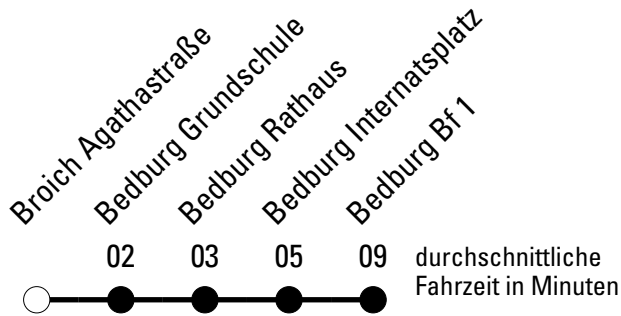 Broich Agathastraße
Bedburg Grundschule
Bedburg Rathaus
Bedburg Internatsplatz
Bedburg Bf 1
02 03 05 09
durchschnittliche
Fahrzeit in Minuten